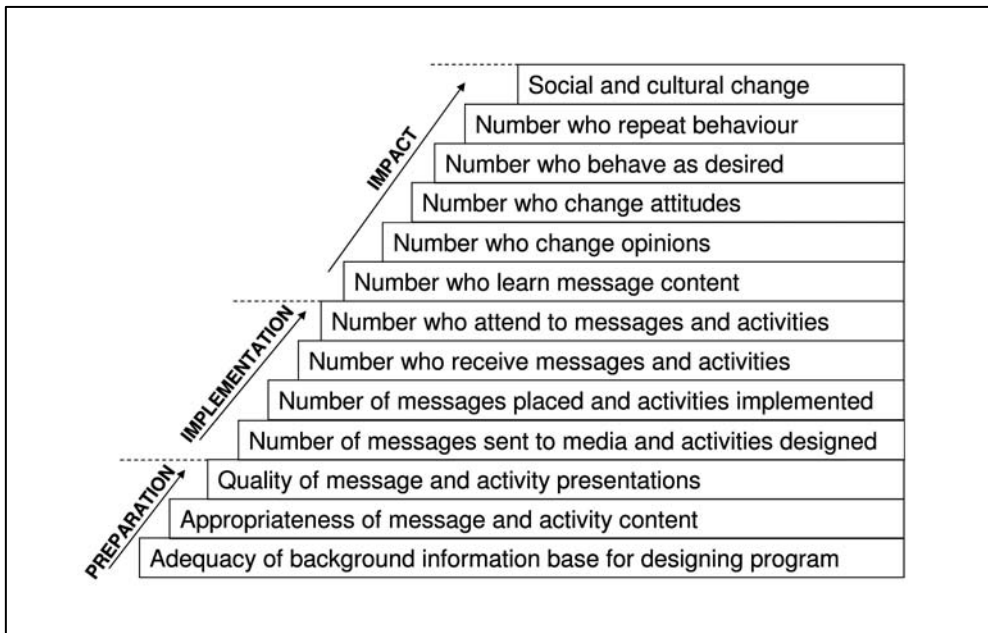 Social and cultural change
Number who repeat behaviour
Number who behave as desired
Number who change attitudes
Number who change opinions
Number who learn message content
IMPACT
Number who attend to messages and activities
Number who receive messages and activities
Number of messages placed and activities implemented
Number of messages sent to media and activities designed
IMPLEMENTATION
Quality of message and activity presentations
Appropriateness of message and activity content
Adequacy of background information base for designing program
PREPARATION